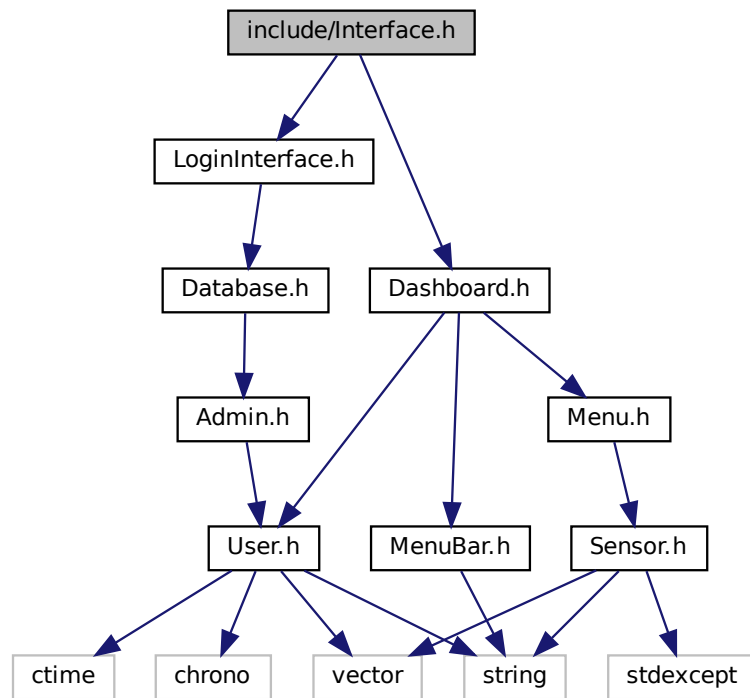 include/Interface.h
LoginInterface.h
Database.h
Dashboard.h
Admin.h
Menu.h
User.h
MenuBar.h
Sensor.h
ctime
chrono
vector
string
stdexcept